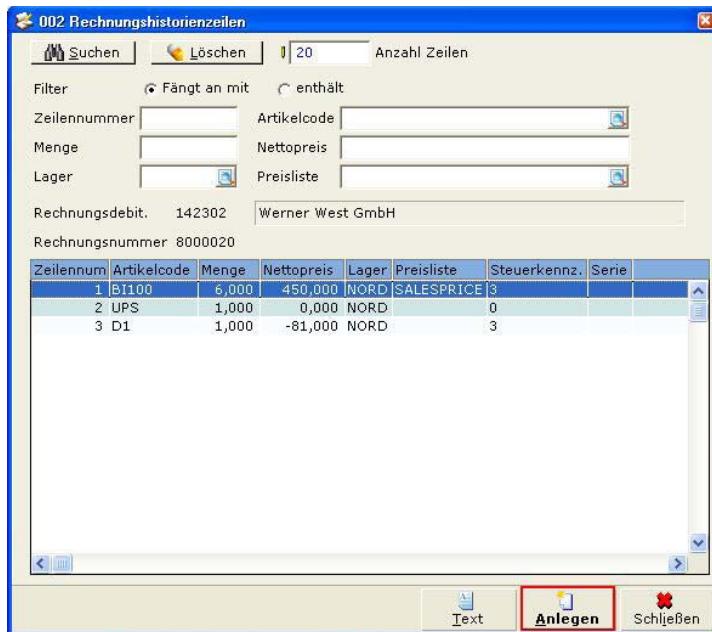 002 Rechnungshistorienzeilen
Suchen Löschen 20 Anzahl Zeilen
Filter Fängt an mit enthält
Zeilennummer Artikelcode
Menge Nettopreis
Lager Preisliste
Rechnungsdebit. 142302 Werner West GmbH
Rechnungsnummer 8000020
Zeilennum Artikelcode Menge Nettopreis Lager Preisliste Steuerkennz. Serie
1 BI100 6,000 450,000 NORD SALESPRICE 3
2 UPS 1,000 0,000 NORD 0
3 D1 1,000 -81,000 NORD 3
Text Anlegen Schließen